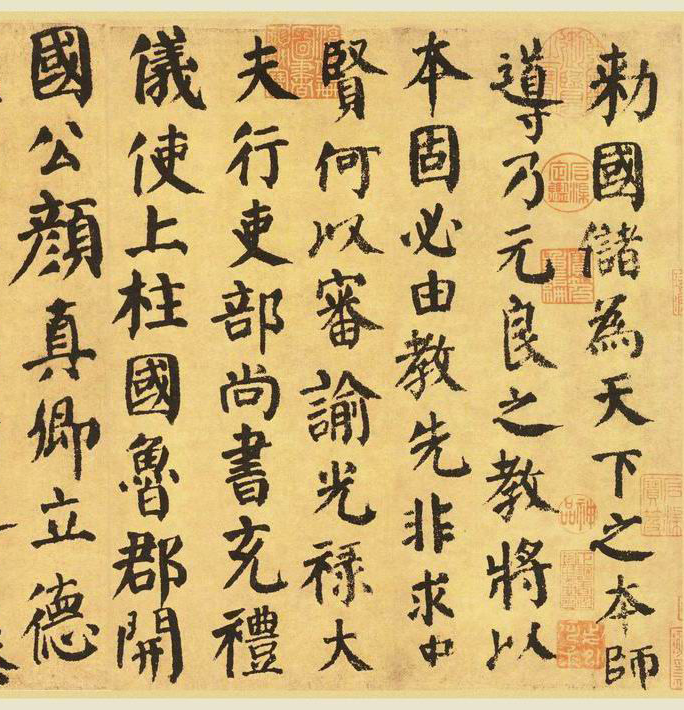 勅國儲為天下之本師
導乃元良之教將以
本固必由教先非求中
賢何以審諭光祿大
夫行吏部尚書充禮
儀使上柱國魯郡開
國公顏真卿立德